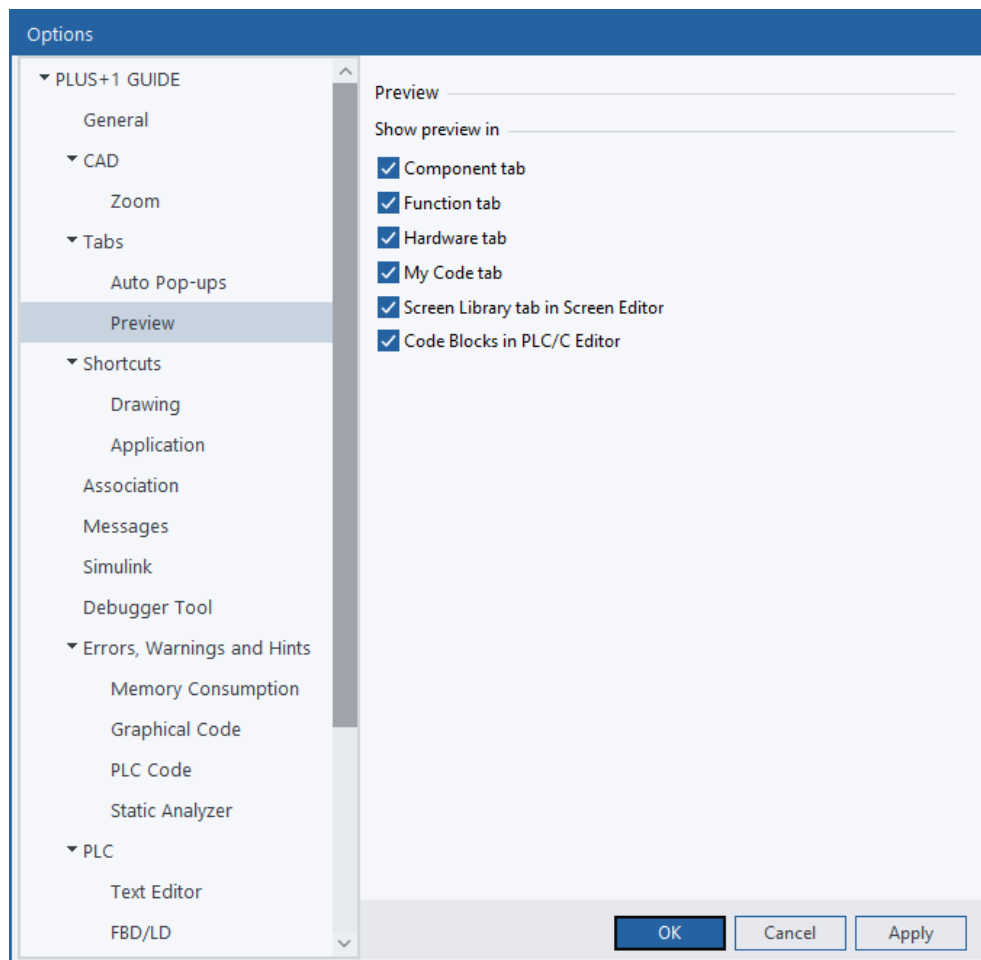 Options
PLUS+1 GUIDE
General
CAD
Zoom
Tabs
Auto Pop-ups
Preview
Shortcuts
Drawing
Application
Association
Messages
Simulink
Debugger Tool
Errors, Warnings and Hints
Memory Consumption
Graphical Code
PLC Code
Static Analyzer
PLC
Text Editor
FBD/LD
Preview
Show preview in
Component tab
Function tab
Hardware tab
My Code tab
Screen Library tab in Screen Editor
Code Blocks in PLC/C Editor
OK Cancel Apply